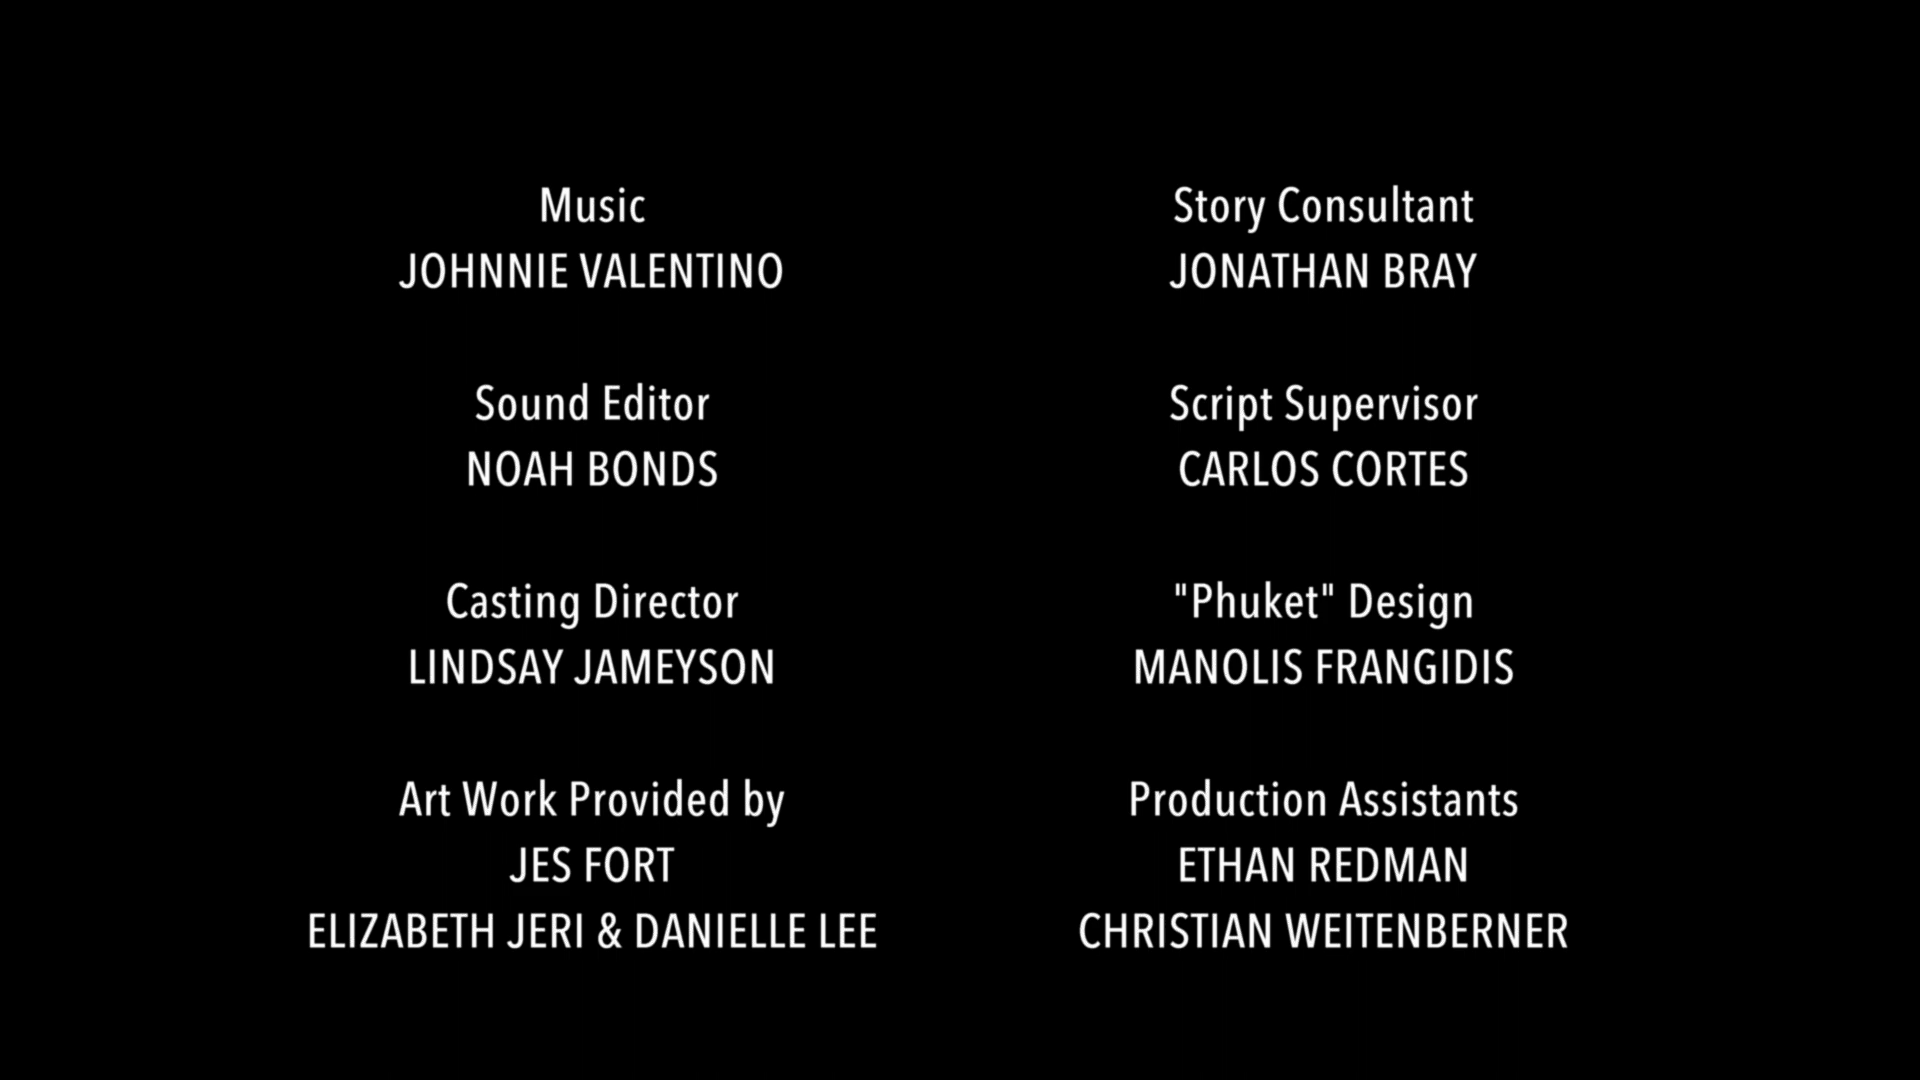 Music
JOHNNIE VALENTINO
Sound Editor
NOAH BONDS
Casting Director
LINDSAY JAMEYSON
Art Work Provided by
JES FORT
ELIZABETH JERI & DANIELLE LEE
Story Consultant
JONATHAN BRAY
Script Supervisor
CARLOS CORTES
"Phuket" Design
MANOLIS FRANGIDIS
Production Assistants
ETHAN REDMAN
CHRISTIAN WEITENBERNER